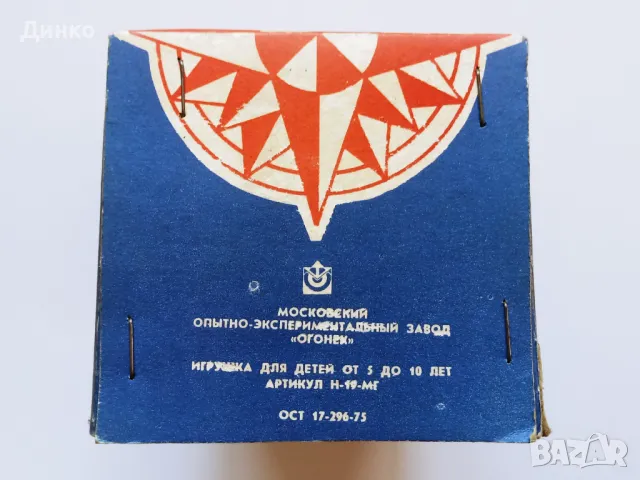 Динко
МОСКОВСКИЙ
ОПЫТНО-ЭКСПЕРИМЕНТАЛЬНЫЙ ЗАВОД
«ОГОНЕК»
ИГРУШКА ДЛЯ ДЕТЕЙ ОТ 5 ДО 10 ЛЕТ
АРТИКУЛ Н-19-МГ
ОСТ 17-296-75
BAZAR
bg